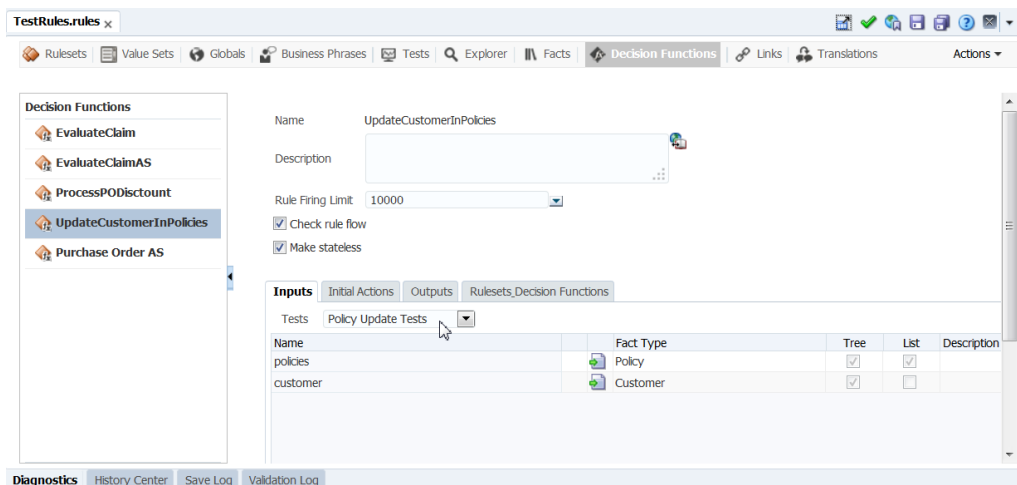 TestRules.rules
Rulesets Value Sets Globals Business Phrases Tests Explorer Facts Decision Functions Links Translations Actions
Decision Functions
EvaluateClaim
EvaluateClaimAS
ProcessPODisctount
UpdateCustomerInPolicies
Purchase Order AS
Name UpdateCustomerInPolicies
Description
Rule Firing Limit 10000
Check rule flow
Make stateless
Inputs Initial Actions Outputs Rulesets_Decision Functions
Tests Policy Update Tests
Name Fact Type Tree List Description
policies Policy
customer Customer
Diagnostics History Center Save Log Validation Log